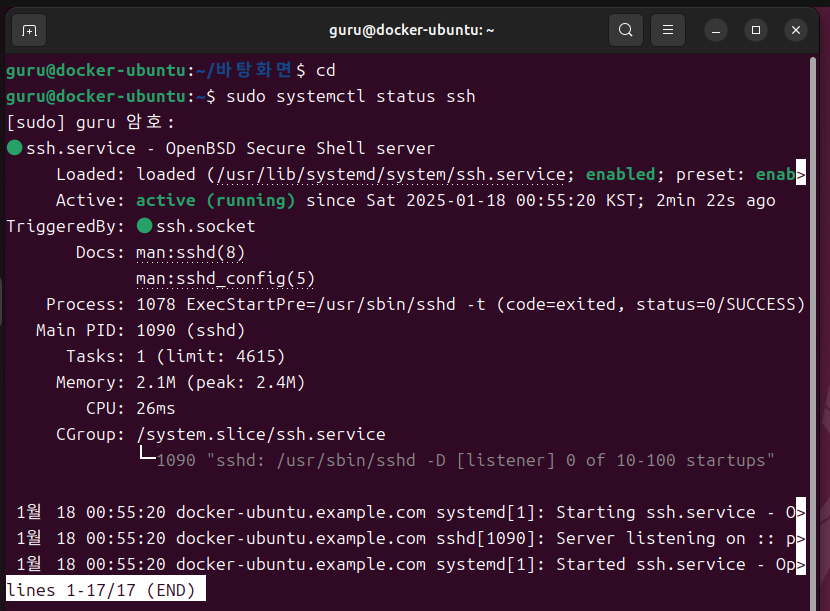 guru@docker-ubuntu: ~
guru@docker-ubuntu:~/바탕화면$ cd
guru@docker-ubuntu:~$ sudo systemctl status ssh
[sudo] guru 암호:
ssh.service - OpenBSD Secure Shell server
Loaded: loaded (/usr/lib/systemd/system/ssh.service; enabled; preset: enab>
Active: active (running) since Sat 2025-01-18 00:55:20 KST; 2min 22s ago
TriggeredBy: ssh.socket
Docs: man:sshd(8)
man:sshd_config(5)
Process: 1078 ExecStartPre=/usr/sbin/sshd -t (code=exited, status=0/SUCCESS)
Main PID: 1090 (sshd)
Tasks: 1 (limit: 4615)
Memory: 2.1M (peak: 2.4M)
CPU: 26ms
CGroup: /system.slice/ssh.service
└─1090 "sshd: /usr/sbin/sshd -D [listener] 0 of 10-100 startups"
1월 18 00:55:20 docker-ubuntu.example.com systemd[1]: Starting ssh.service - O>
1월 18 00:55:20 docker-ubuntu.example.com sshd[1090]: Server listening on :: p>
1월 18 00:55:20 docker-ubuntu.example.com systemd[1]: Started ssh.service - Op>
lines 1-17/17 (END)